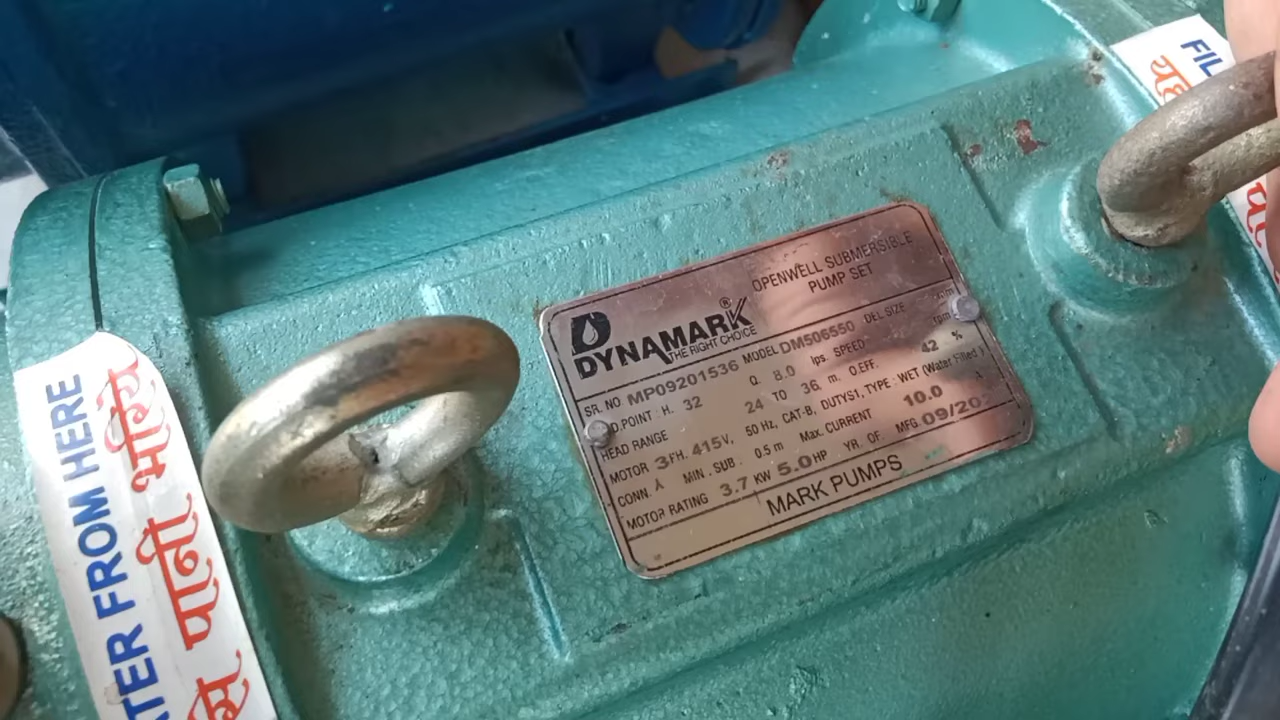 DYNAMARK®
THE RIGHT CHOICE
OPENWELL SUBMERSIBLE
PUMP SET
SR. NO. MP09201536 MODEL DM506550 DEL.SIZE
D.POINT : H. 32 Q. 8.0 lps. SPEED
HEAD RANGE 24 TO 36. m. O.EFF. 42 %
MOTOR 3PH. 415V, 50 Hz, CAT-B, DUTYS1, TYPE : WET (Water Filled)
CONN. MIN. SUB. 0.5 m Max. CURRENT 10.0 A
MOTOR RATING 3.7 KW 5.0 HP YR. OF MFG. 09/20
MARK PUMPS
TER FROM HERE
पानी भरिये
FIL